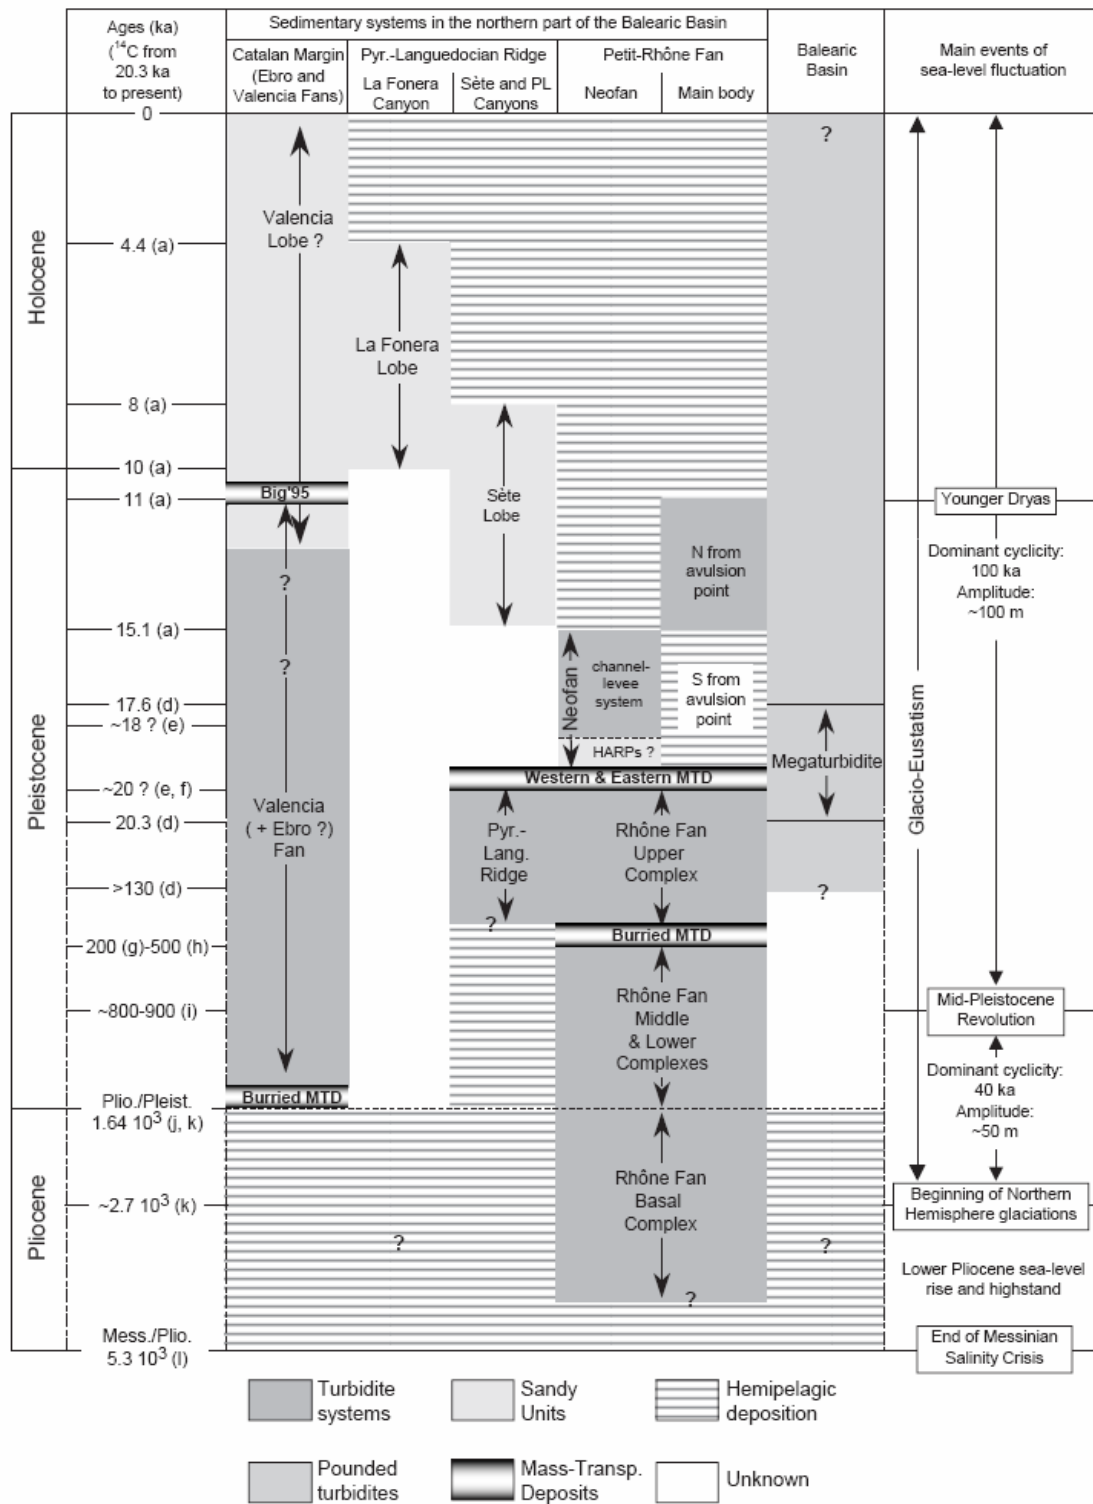 Ages (ka)
(14C from
20.3 ka
to present)
Sedimentary systems in the northern part of the Balearic Basin
Catalan Margin
(Ebro and
Valencia Fans)
Pyr.-Languedocian Ridge
La Fonera
Canyon
Sète and PL
Canyons
Petit-Rhône Fan
Neofan
Main body
Balearic
Basin
Main events of
sea-level fluctuation
Holocene
Pleistocene
Pliocene
0
4.4 (a)
8 (a)
10 (a)
11 (a)
15.1 (a)
17.6 (d)
~18 ? (e)
~20 ? (e, f)
20.3 (d)
>130 (d)
200 (g)-500 (h)
~800-900 (i)
Plio./Pleist.
1.64 10³ (j, k)
~2.7 10³ (k)
Mess./Plio.
5.3 10³ (l)
Valencia
Lobe ?
Big'95
?
?
Valencia
( + Ebro ?)
Fan
Burried MTD
La Fonera
Lobe
Sète
Lobe
Pyr.-
Lang.
Ridge
?
Neofan
channel-
levee
system
HARPs ?
N from
avulsion
point
S from
avulsion
point
Western & Eastern MTD
Rhône Fan
Upper
Complex
Burried MTD
Rhône Fan
Middle
& Lower
Complexes
Rhône Fan
Basal
Complex
?
?
?
Megaturbidite
?
?
Glacio-Eustatism
Younger Dryas
Dominant cyclicity:
100 ka
Amplitude:
~100 m
Mid-Pleistocene
Revolution
Dominant cyclicity:
40 ka
Amplitude:
~50 m
Beginning of Northern
Hemisphere glaciations
Lower Pliocene sea-level
rise and highstand
End of Messinian
Salinity Crisis
Turbidite
systems
Sandy
Units
Hemipelagic
deposition
Pounded
turbidites
Mass-Transp.
Deposits
Unknown